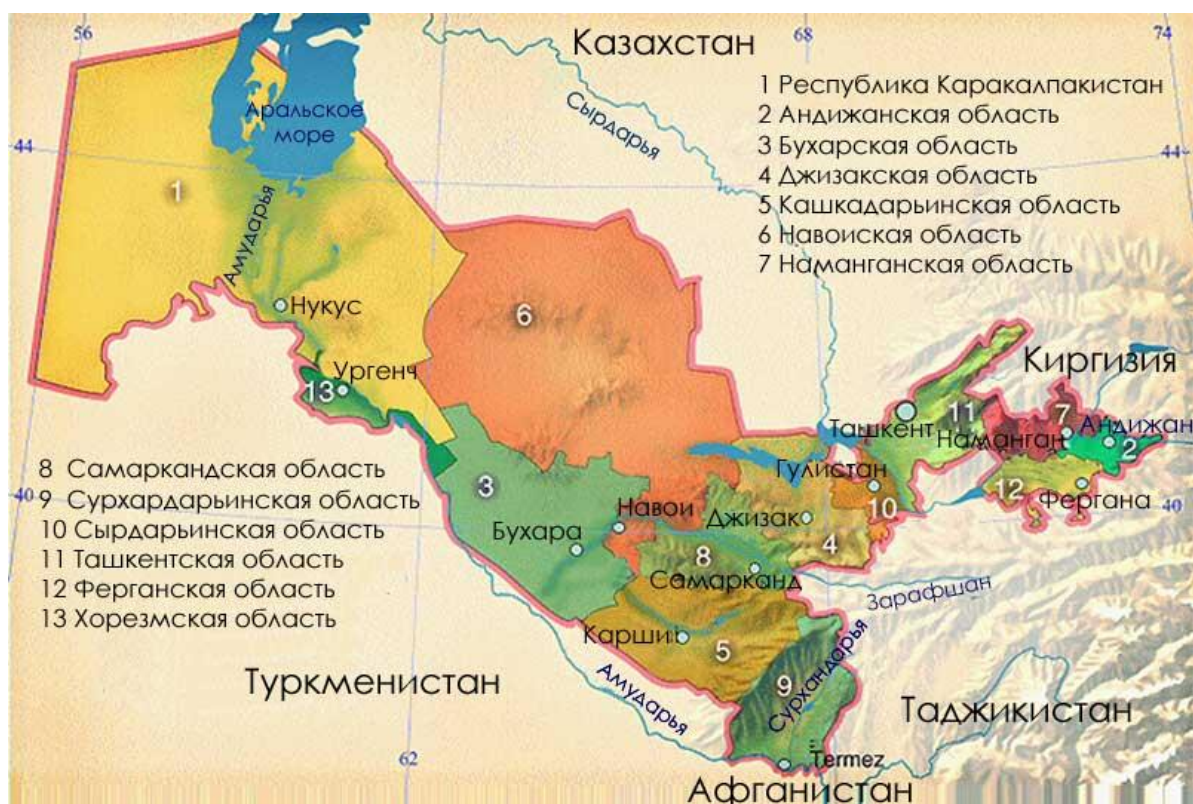 56
68
74
Казахстан
1 Республика Каракалпакистан
2 Андижанская область
3 Бухарская область
4 Джизакская область
5 Кашкадарьинская область
6 Навоиская область
7 Наманганская область
Сырдарья
Аральское
море
44
44
1
Амударья
Нукус
6
Киргизия
Ургенч
13
11
7
Ташкент
Наманган
Андижан
2
8 Самаркандская область
9 Сурхардарьинская область
10 Сырдарьинская область
11 Ташкентская область
12 Ферганская область
13 Хорезмская область
40
3
Гулистан
10
12
Фергана
40
Навои
Бухара
Джизак
4
8
Самарканд
Зарафшан
Карши
5
Туркменистан
Амударья
9
Сурхандарья
Таджикистан
Termez
62
Афганистан